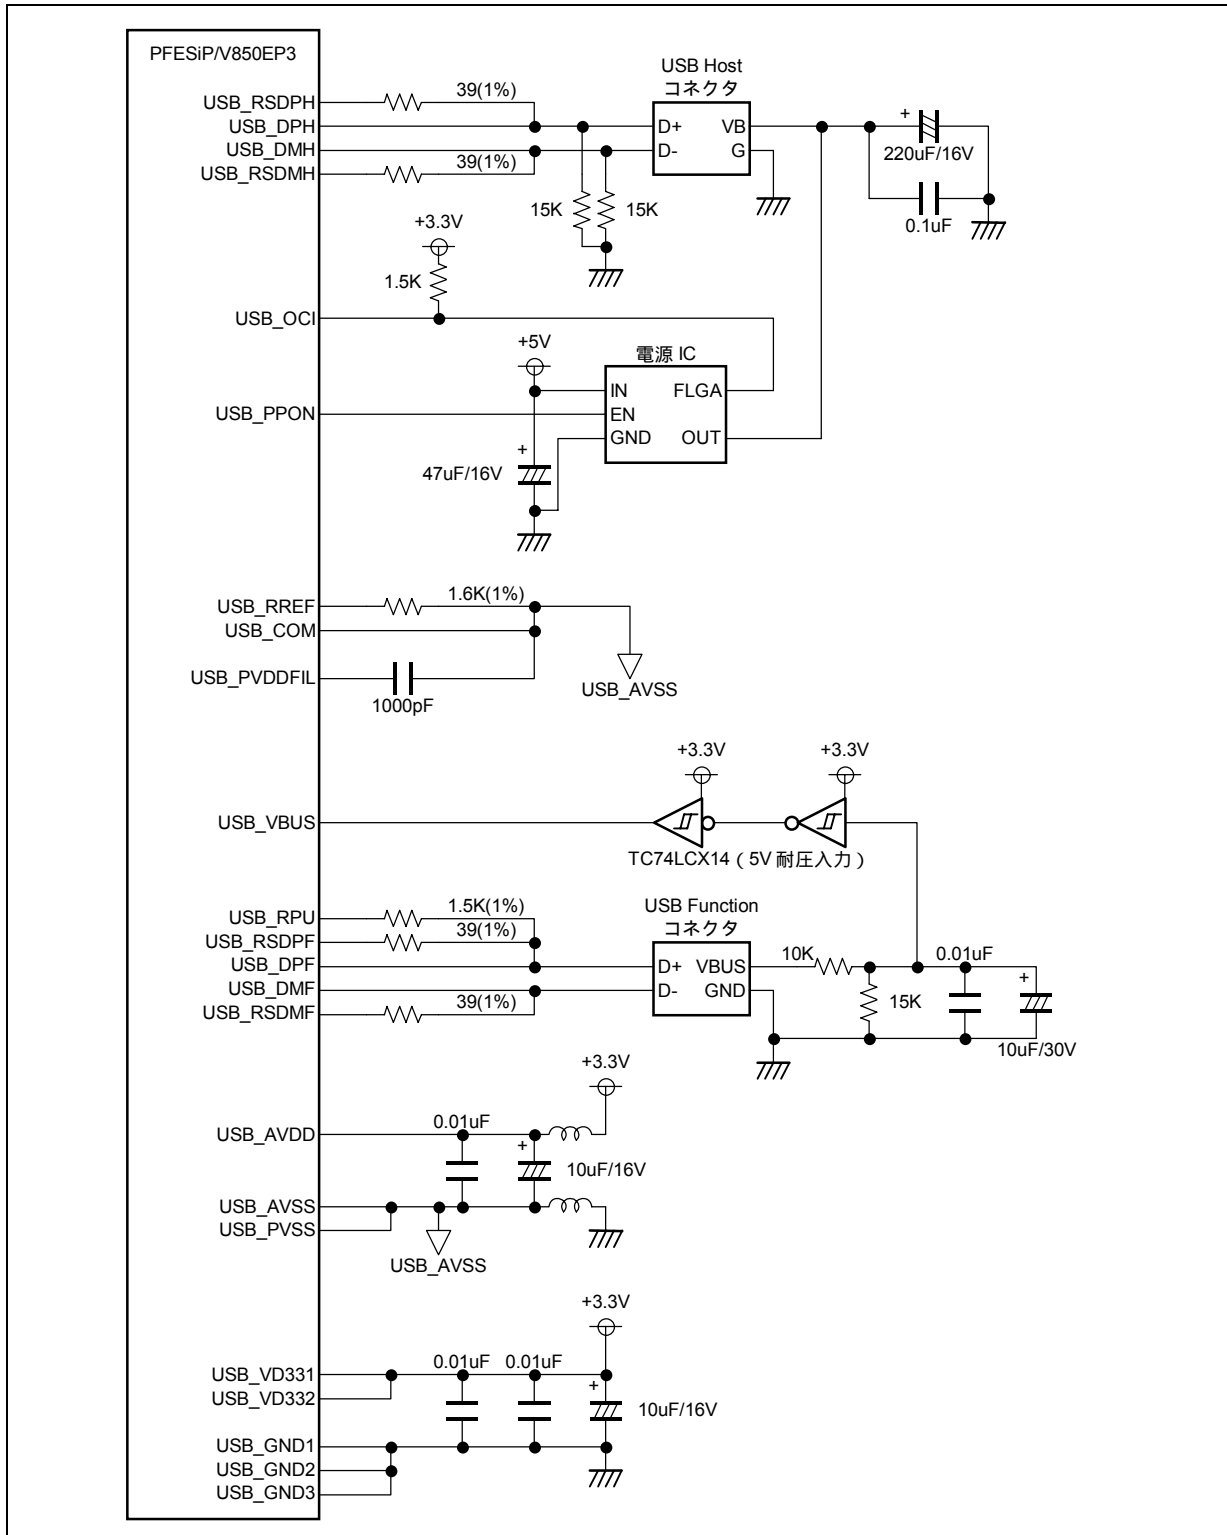 PFESiP/V850EP3
USB Host
コネクタ
USB_RSDPH
39(1%)
USB_DPH
D+
VB
+
USB_DMH
D-
G
220uF/16V
USB_RSDMH
39(1%)
15K
15K
0.1uF
+3.3V
1.5K
USB_OCI
+5V
電源 IC
IN
FLGA
USB_PPON
EN
GND
OUT
+
47uF/16V
USB_RREF
1.6K(1%)
USB_COM
USB_PVDDFIL
1000pF
USB_AVSS
+3.3V
+3.3V
USB_VBUS
TC74LCX14（5V 耐圧入力）
USB_RPU
1.5K(1%)
USB Function
コネクタ
USB_RSDPF
39(1%)
USB_DPF
D+
VBUS
10K
0.01uF
+
USB_DMF
D-
GND
USB_RSDMF
39(1%)
15K
10uF/30V
+3.3V
USB_AVDD
0.01uF
+
10uF/16V
USB_AVSS
USB_PVSS
USB_AVSS
+3.3V
USB_VD331
0.01uF
0.01uF
+
USB_VD332
10uF/16V
USB_GND1
USB_GND2
USB_GND3